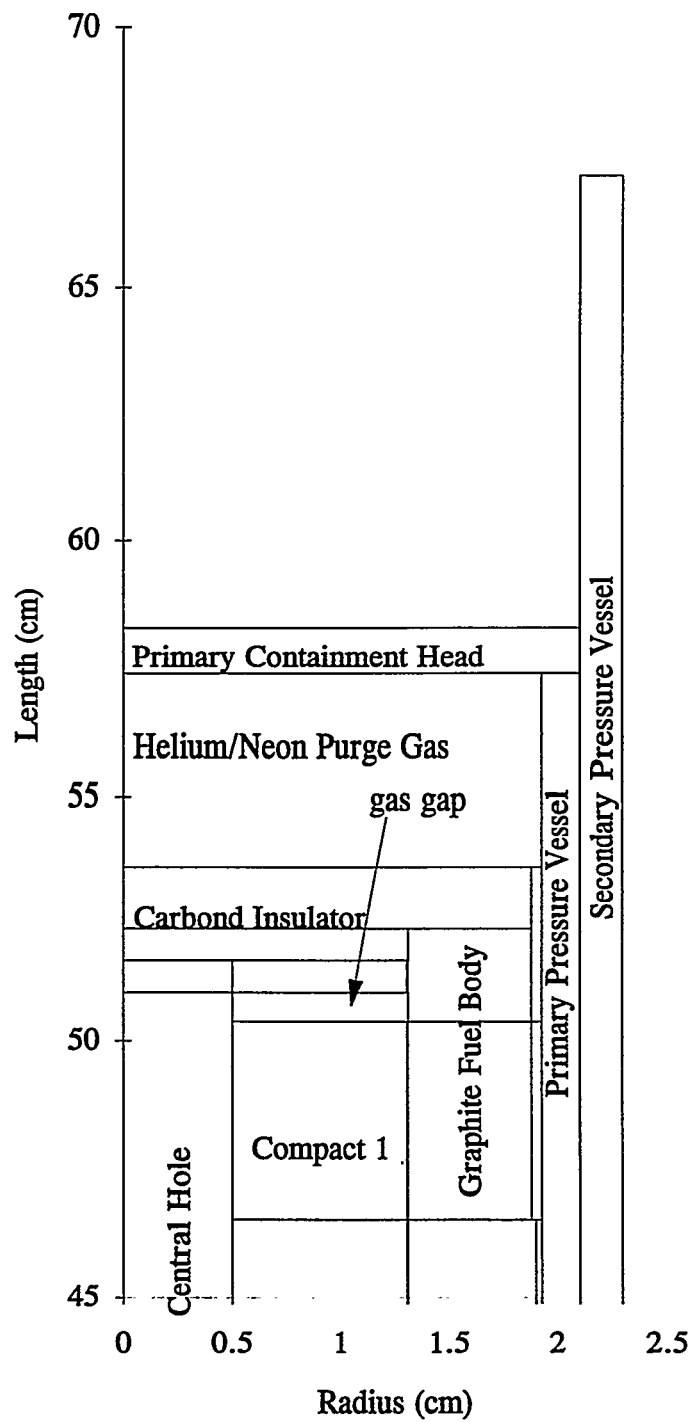 70
65
60
55
50
45
Length (cm)
Primary Containment Head
Helium/Neon Purge Gas
gas gap
Carbond Insulator
Compact 1
Central Hole
Graphite Fuel Body
Primary Pressure Vessel
Secondary Pressure Vessel
0 0.5 1 1.5 2 2.5
Radius (cm)